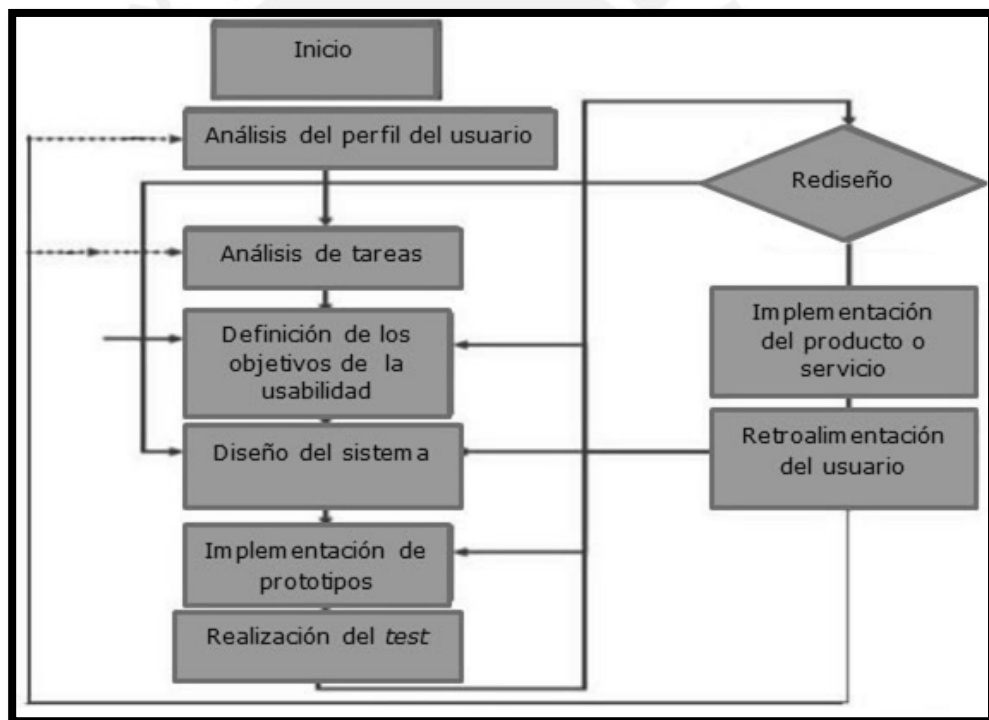 Inicio
Análisis del perfil del usuario
Análisis de tareas
Definición de los
objetivos de la
usabilidad
Diseño del sistema
Implementación de
prototipos
Realización del test
Rediseño
Implementación
del producto o
servicio
Retroalimentación
del usuario